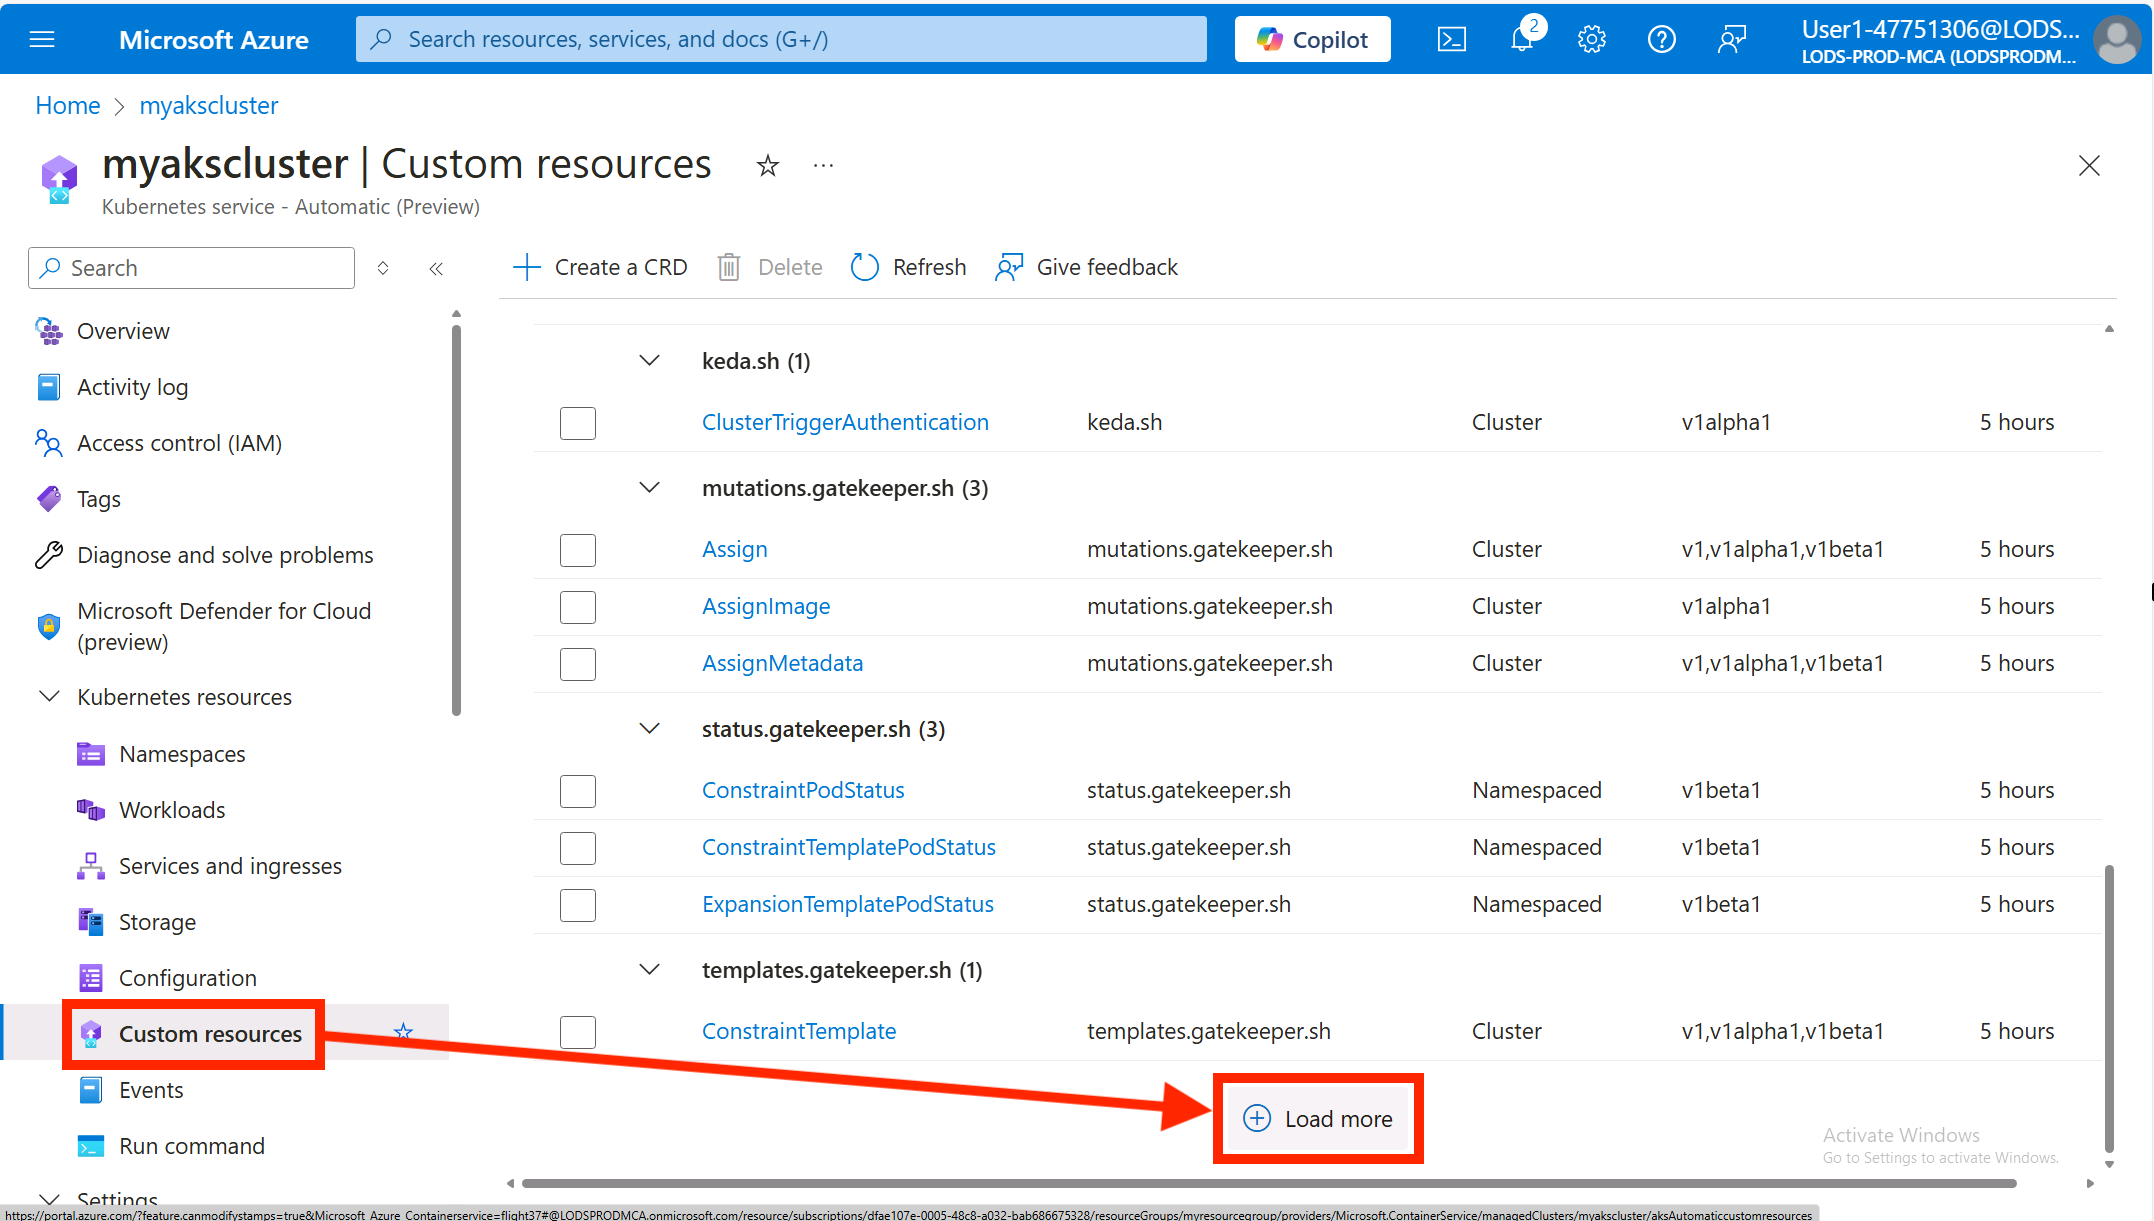 Microsoft Azure
Search resources, services, and docs (G+/)
Copilot
2
User1-47751306@LODS...
LODS-PROD-MCA (LODSPRODM...
Home > myakscluster
myakscluster | Custom resources
Kubernetes service - Automatic (Preview)
Search
Create a CRD
Delete
Refresh
Give feedback
Overview
Activity log
Access control (IAM)
Tags
Diagnose and solve problems
Microsoft Defender for Cloud
(preview)
Kubernetes resources
Namespaces
Workloads
Services and ingresses
Storage
Configuration
Custom resources
Events
Run command
Settings
keda.sh (1)
ClusterTriggerAuthentication keda.sh Cluster v1alpha1 5 hours
mutations.gatekeeper.sh (3)
Assign mutations.gatekeeper.sh Cluster v1,v1alpha1,v1beta1 5 hours
AssignImage mutations.gatekeeper.sh Cluster v1alpha1 5 hours
AssignMetadata mutations.gatekeeper.sh Cluster v1,v1alpha1,v1beta1 5 hours
status.gatekeeper.sh (3)
ConstraintPodStatus status.gatekeeper.sh Namespaced v1beta1 5 hours
ConstraintTemplatePodStatus status.gatekeeper.sh Namespaced v1beta1 5 hours
ExpansionTemplatePodStatus status.gatekeeper.sh Namespaced v1beta1 5 hours
templates.gatekeeper.sh (1)
ConstraintTemplate templates.gatekeeper.sh Cluster v1,v1alpha1,v1beta1 5 hours
Load more
Activate Windows
Go to Settings to activate Windows.
https://portal.azure.com/?feature.canmodifystamps=true&Microsoft_Azure_Containerservice=flight37#@LODSPRODMCA.onmicrosoft.com/resource/subscriptions/dfae107e-0005-48c8-a032-bab686675328/resourceGroups/myresourcegroup/providers/Microsoft.ContainerService/managedClusters/myakscluster/aksAutomaticcustomresources